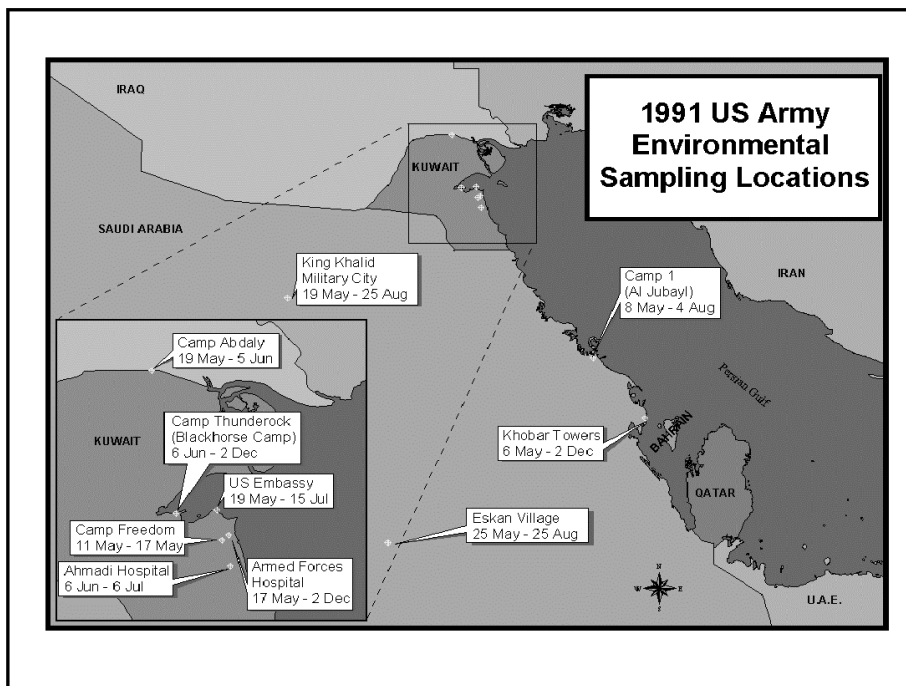 1991 US Army
Environmental
Sampling Locations
IRAQ
KUWAIT
SAUDI ARABIA
IRAN
King Khalid
Military City
19 May - 25 Aug
Camp 1
(Al Jubayl)
8 May - 4 Aug
Persian Gulf
Khobar Towers
6 May - 2 Dec
BAHRAIN
QATAR
Eskan Village
25 May - 25 Aug
U.A.E.
N
W
E
S
Camp Abdaly
19 May - 5 Jun
KUWAIT
Camp Thunderock
(Blackhorse Camp)
6 Jun - 2 Dec
US Embassy
19 May - 15 Jul
Camp Freedom
11 May - 17 May
Ahmadi Hospital
6 Jun - 6 Jul
Armed Forces
Hospital
17 May - 2 Dec